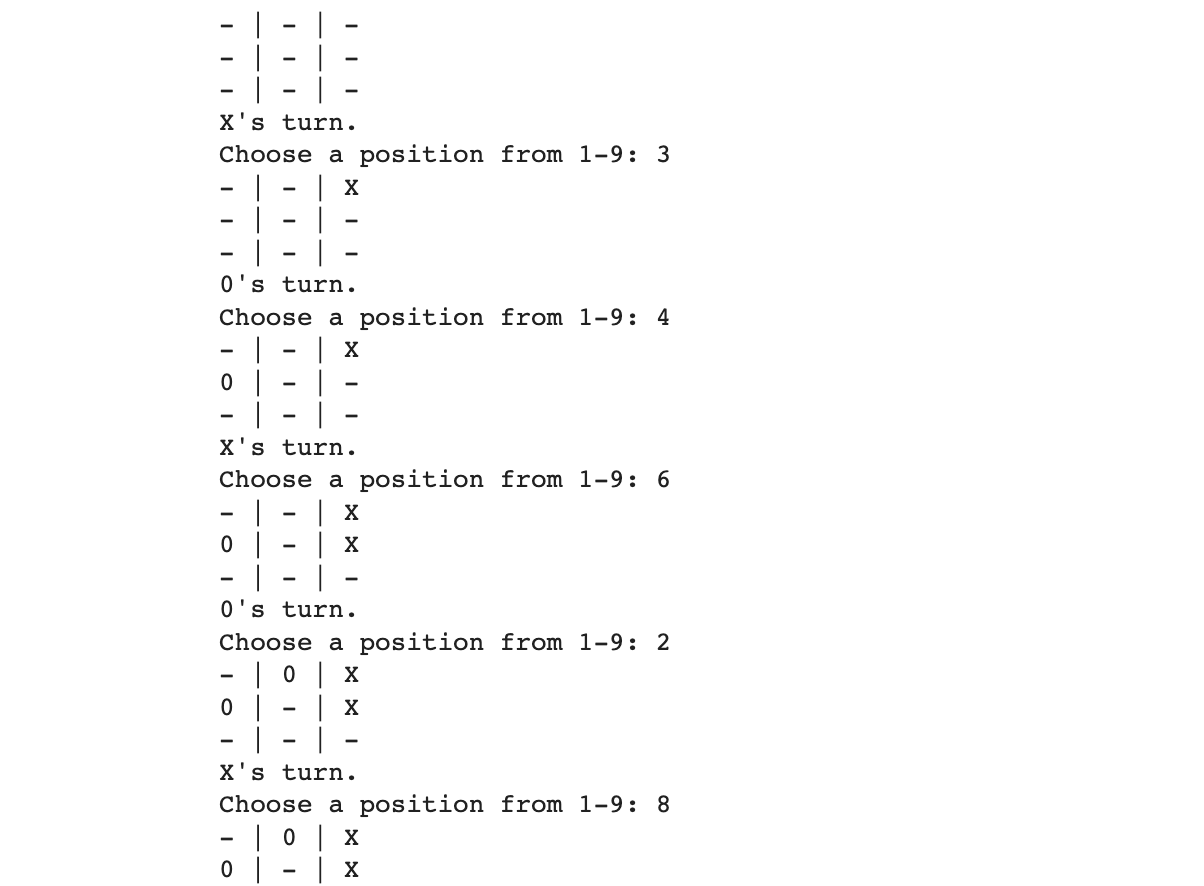 - | - | -
- | - | -
- | - | -
X's turn.
Choose a position from 1-9: 3
- | - | X
- | - | -
- | - | -
0's turn.
Choose a position from 1-9: 4
- | - | X
0 | - | -
- | - | -
X's turn.
Choose a position from 1-9: 6
- | - | X
0 | - | X
- | - | -
0's turn.
Choose a position from 1-9: 2
- | 0 | X
0 | - | X
- | - | -
X's turn.
Choose a position from 1-9: 8
- | 0 | X
0 | - | X